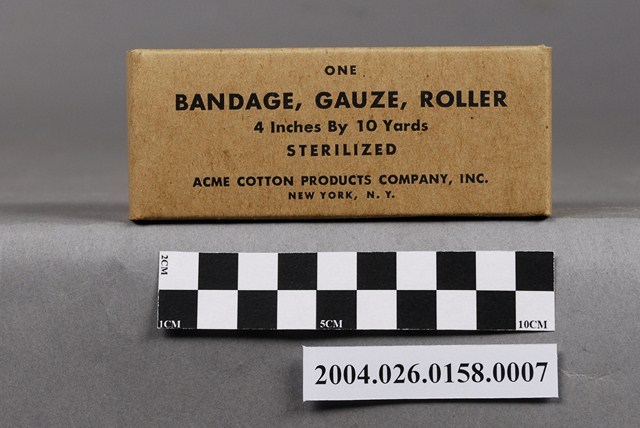 ONE
BANDAGE, GAUZE, ROLLER
4 Inches By 10 Yards
STERILIZED
ACME COTTON PRODUCTS COMPANY, INC.
NEW YORK, N. Y.
2CM
1CM 5CM 10CM
2004.026.0158.0007